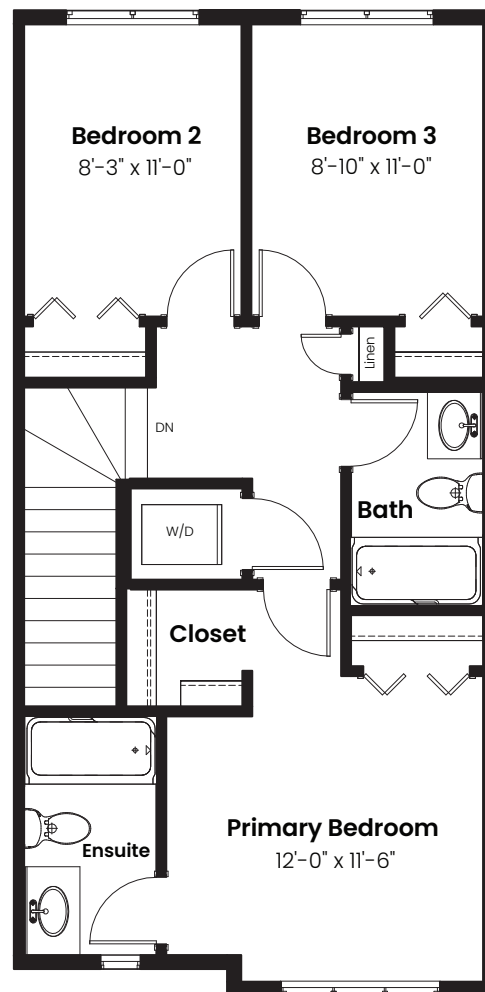 Bedroom 2
8'-3" x 11'-0"
Bedroom 3
8'-10" x 11'-0"
Linen
DN
W/D
Bath
Closet
Ensuite
Primary Bedroom
12'-0" x 11'-6"